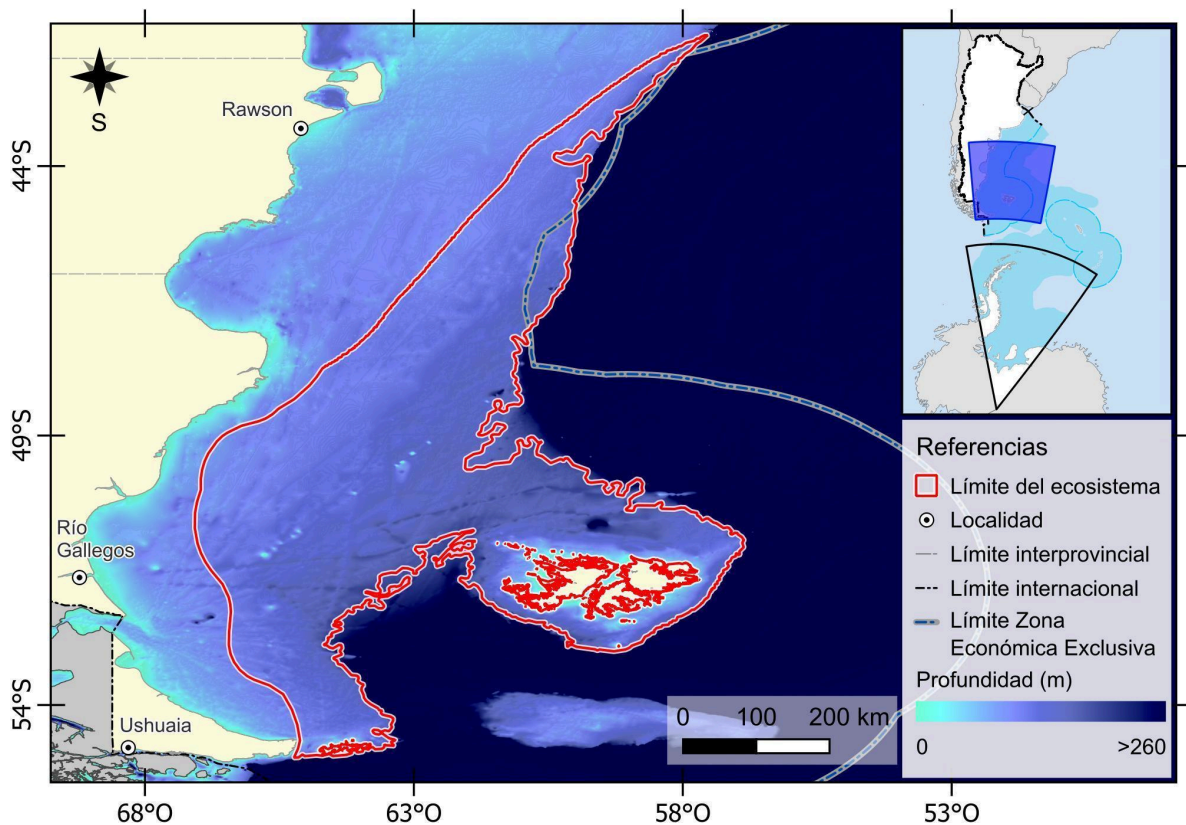 S
Rawson
Río
Gallegos
Ushuaia
44°S
49°S
54°S
68°O
63°O
58°O
53°O
0 100 200 km
Referencias
Límite del ecosistema
Localidad
Límite interprovincial
Límite internacional
Límite Zona
Económica Exclusiva
Profundidad (m)
0 >260